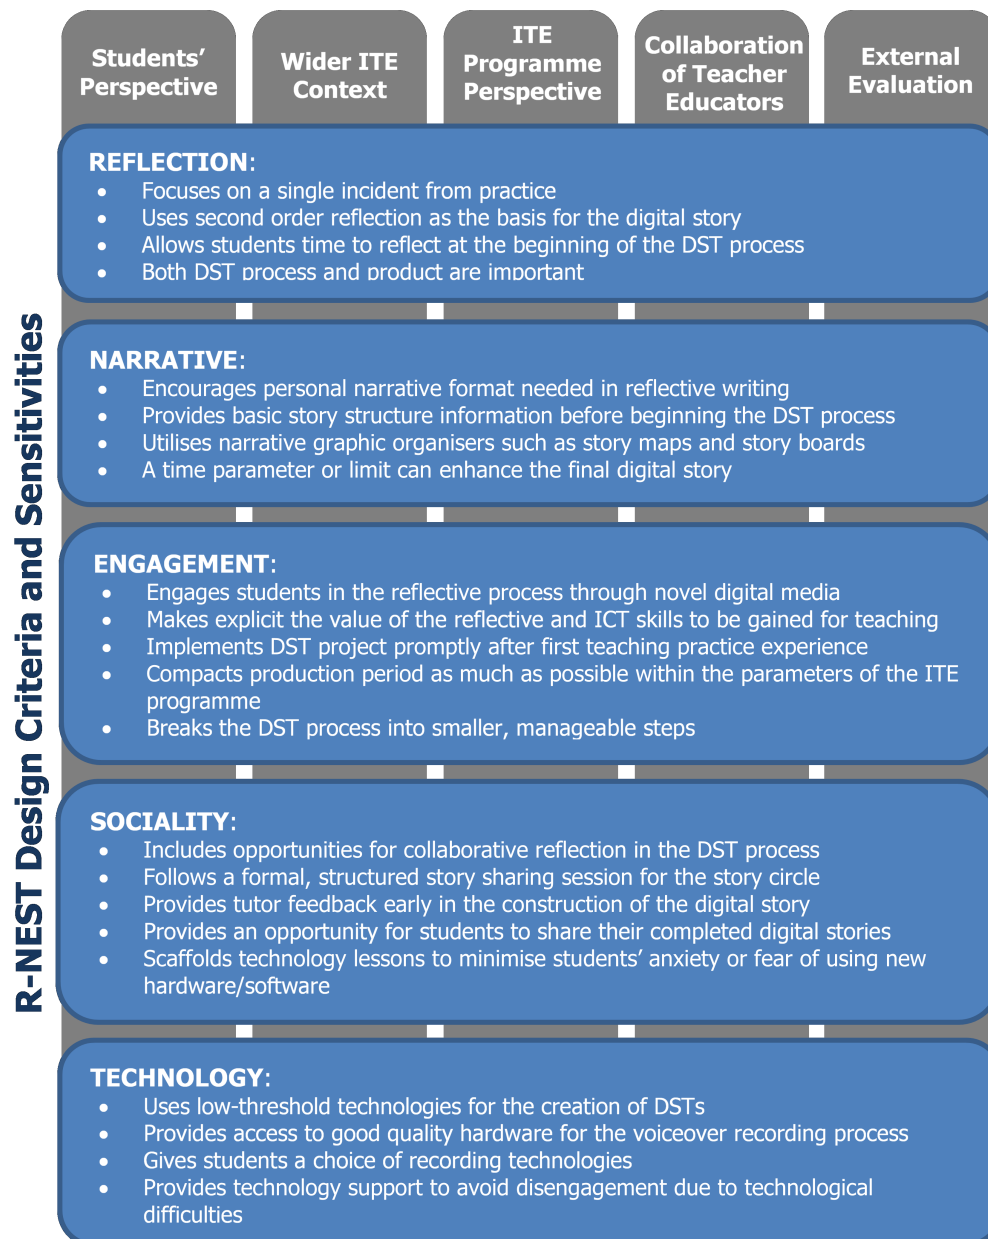 Students’
Perspective
Wider ITE
Context
ITE
Programme
Perspective
Collaboration
of Teacher
Educators
External
Evaluation
R-NEST Design Criteria and Sensitivities
REFLECTION:
• Focuses on a single incident from practice
• Uses second order reflection as the basis for the digital story
• Allows students time to reflect at the beginning of the DST process
• Both DST process and product are important
NARRATIVE:
• Encourages personal narrative format needed in reflective writing
• Provides basic story structure information before beginning the DST process
• Utilises narrative graphic organisers such as story maps and story boards
• A time parameter or limit can enhance the final digital story
ENGAGEMENT:
• Engages students in the reflective process through novel digital media
• Makes explicit the value of the reflective and ICT skills to be gained for teaching
• Implements DST project promptly after first teaching practice experience
• Compacts production period as much as possible within the parameters of the ITE
programme
• Breaks the DST process into smaller, manageable steps
SOCIALITY:
• Includes opportunities for collaborative reflection in the DST process
• Follows a formal, structured story sharing session for the story circle
• Provides tutor feedback early in the construction of the digital story
• Provides an opportunity for students to share their completed digital stories
• Scaffolds technology lessons to minimise students’ anxiety or fear of using new
hardware/software
TECHNOLOGY:
• Uses low-threshold technologies for the creation of DSTs
• Provides access to good quality hardware for the voiceover recording process
• Gives students a choice of recording technologies
• Provides technology support to avoid disengagement due to technological
difficulties